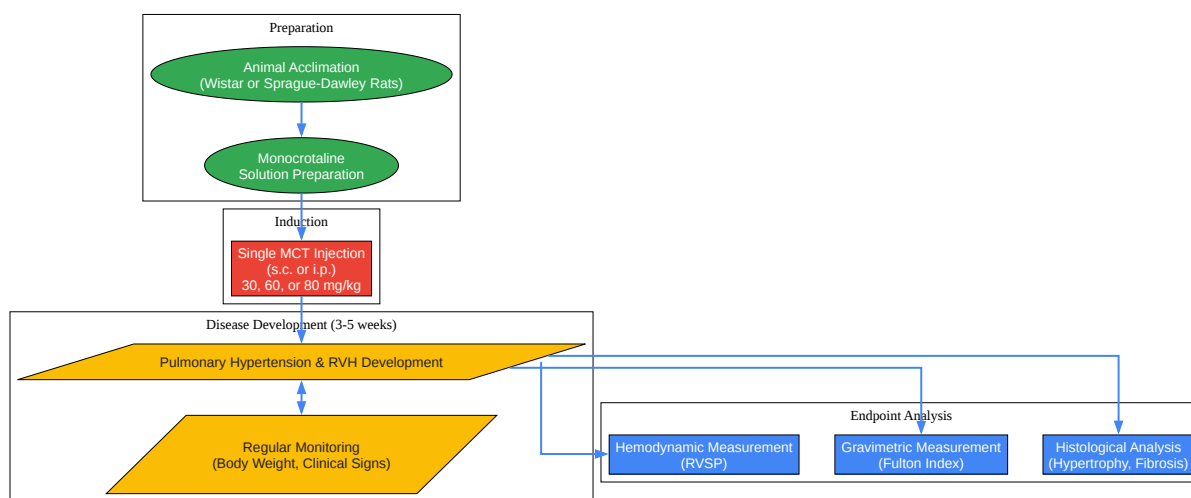 Preparation
Animal Acclimation
(Wistar or Sprague-Dawley Rats)
Monocrotaline
Solution Preparation
Induction
Single MCT Injection
(s.c. or i.p.)
30, 60, or 80 mg/kg
Disease Development (3-5 weeks)
Pulmonary Hypertension & RVH Development
Regular Monitoring
(Body Weight, Clinical Signs)
Endpoint Analysis
Hemodynamic Measurement
(RVSP)
Gravimetric Measurement
(Fulton Index)
Histological Analysis
(Hypertrophy, Fibrosis)